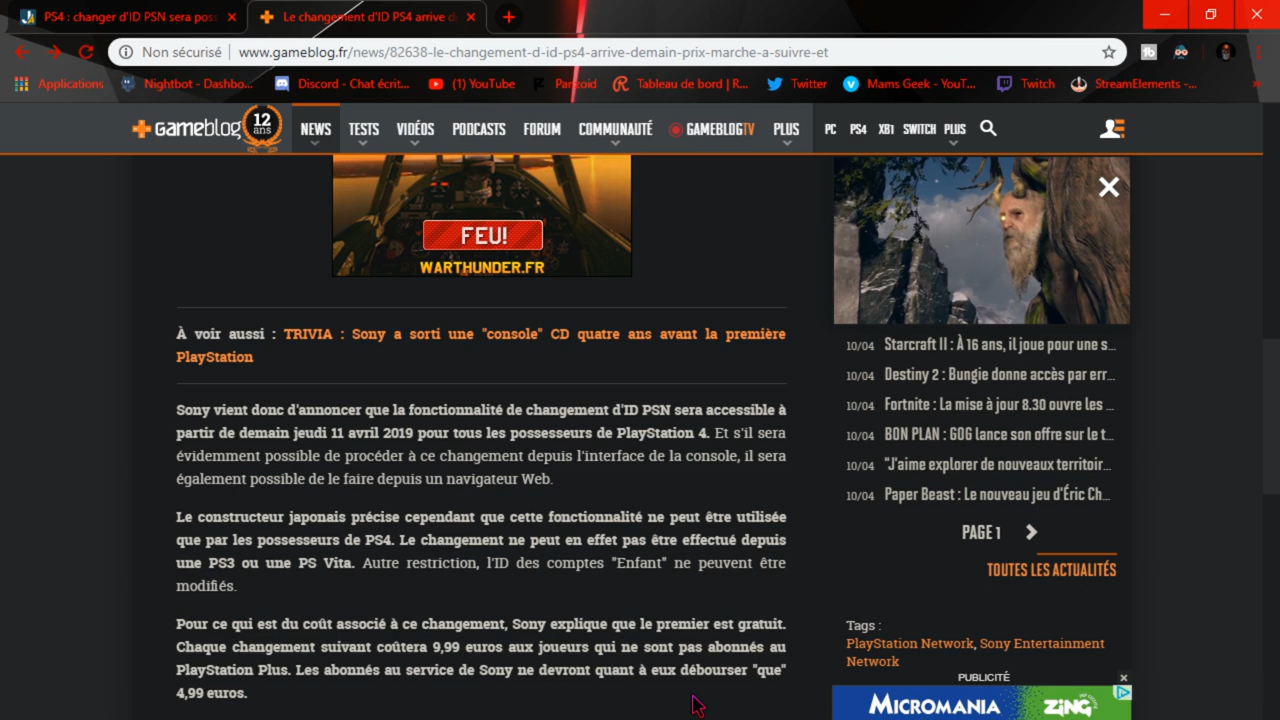 PS4 : changer d'ID PSN sera poss
Le changement d'ID PS4 arrive d
Non sécurisé | www.gameblog.fr/news/82638-le-changement-d-id-ps4-arrive-demain-prix-marche-a-suivre-et
Applications
Nightbot - Dashbo...
Discord - Chat écrit...
(1) YouTube
Tableau de bord | R...
Twitter
Mams Geek - YouT...
Twitch
StreamElements -...
gameblog 12 ans
NEWS TESTS VIDÉOS PODCASTS FORUM COMMUNAUTÉ GAMEBLOGTV PLUS PC PS4 XB1 SWITCH PLUS
FEU!
WARTHUNDER.FR
À voir aussi : TRIVIA : Sony a sorti une "console" CD quatre ans avant la première
PlayStation
Sony vient donc d'annoncer que la fonctionnalité de changement d'ID PSN sera accessible à
partir de demain jeudi 11 avril 2019 pour tous les possesseurs de PlayStation 4. Et s'il sera
évidemment possible de procéder à ce changement depuis l'interface de la console, il sera
également possible de le faire depuis un navigateur Web.
Le constructeur japonais précise cependant que cette fonctionnalité ne peut être utilisée
que par les possesseurs de PS4. Le changement ne peut en effet pas être effectué depuis
une PS3 ou une PS Vita. Autre restriction, l'ID des comptes "Enfant" ne peuvent être
modifiés.
Pour ce qui est du coût associé à ce changement, Sony explique que le premier est gratuit.
Chaque changement suivant coûtera 9,99 euros aux joueurs qui ne sont pas abonnés au
PlayStation Plus. Les abonnés au service de Sony ne devront quant à eux débourser "que"
4,99 euros.
10/04 Starcraft II : À 16 ans, il joue pour une s...
10/04 Destiny 2 : Bungie donne accès par err...
10/04 Fortnite : La mise à jour 8.30 ouvre les ...
10/04 BON PLAN : GOG lance son offre sur le t...
10/04 "J'aime explorer de nouveaux territoir...
10/04 Paper Beast : Le nouveau jeu d'Éric Ch...
PAGE 1
TOUTES LES ACTUALITÉS
Tags :
PlayStation Network, Sony Entertainment
Network
PUBLICITÉ
MICROMANIA ZiNG